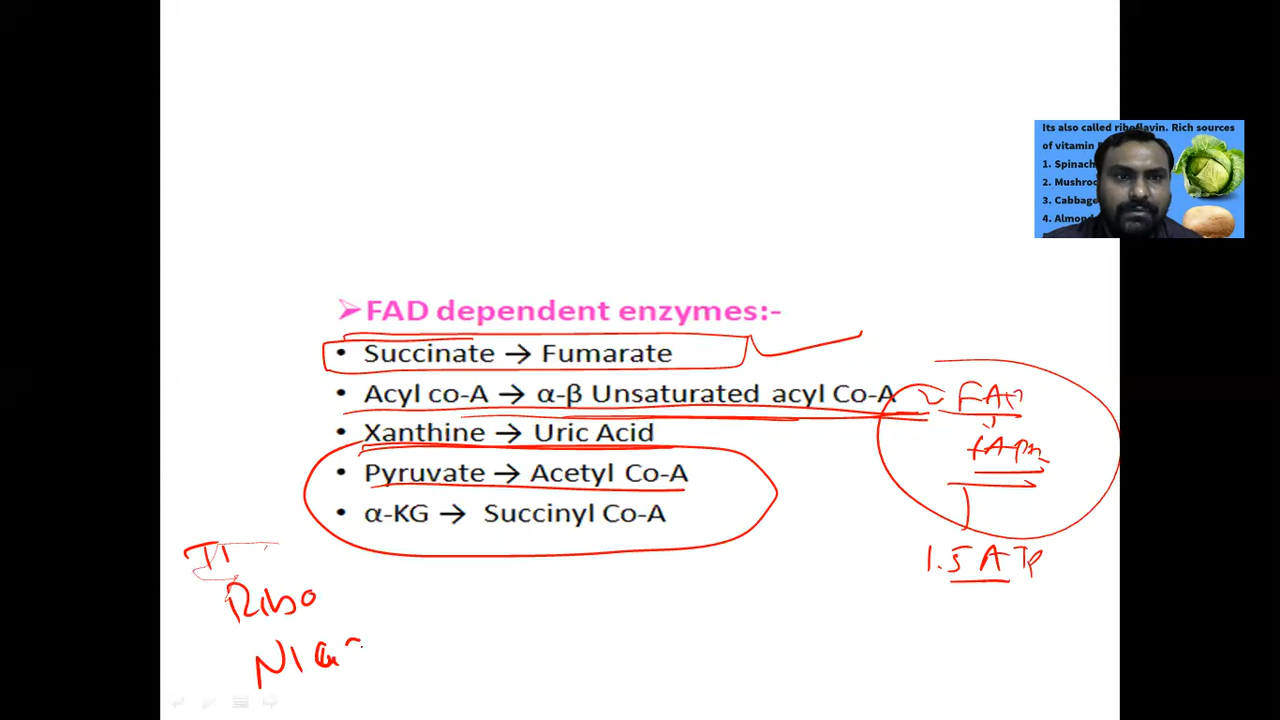 Its also called riboflavin. Rich sources
of vitamin
1. Spinach
2.
3. Cabbage
4. Almond
➢FAD dependent enzymes:-
• Succinate → Fumarate
• Acyl co-A → α-β Unsaturated acyl Co-A
• Xanthine → Uric Acid
• Pyruvate → Acetyl Co-A
• α-KG → Succinyl Co-A
FAD
FADH2
1.5 ATP
Ribo